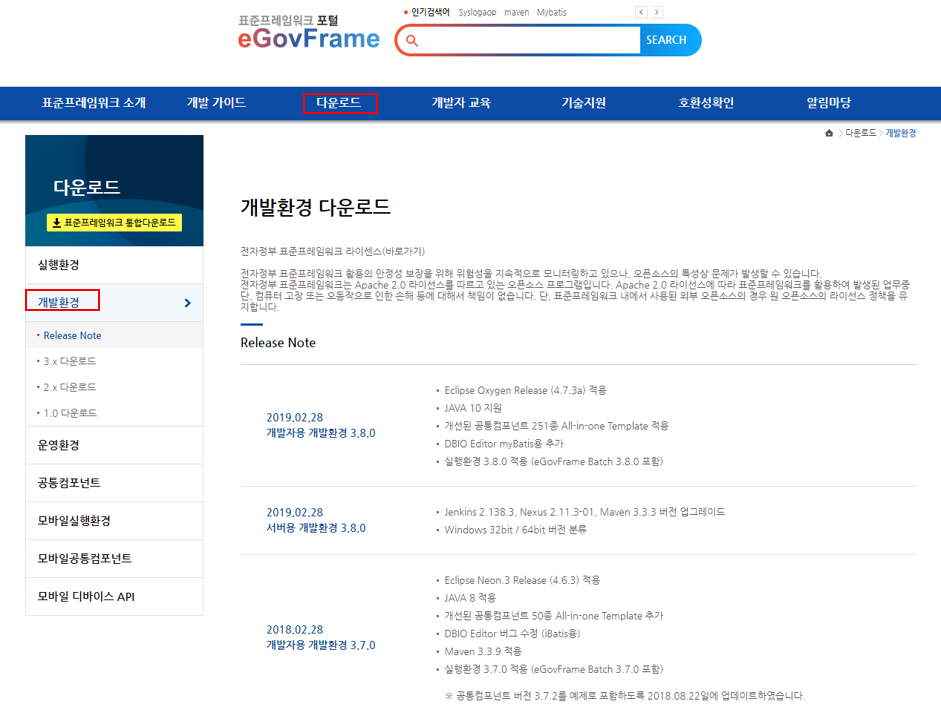 인기검색어 Syslogaop maven Mybatis
표준프레임워크 포털
eGovFrame
SEARCH
표준프레임워크 소개 개발 가이드 다운로드 개발자 교육 기술지원 호환성확인 알림마당
다운로드 > 개발환경
다운로드
표준프레임워크 통합다운로드
실행환경
개발환경
Release Note
3.x 다운로드
2.x 다운로드
1.0 다운로드
운영환경
공통컴포넌트
모바일실행환경
모바일공통컴포넌트
모바일 디바이스 API
개발환경 다운로드
전자정부 표준프레임워크 라이센스(바로가기)
전자정부 표준프레임워크 활용의 안정성 보장을 위해 위험성을 지속적으로 모니터링하고 있으나, 오픈소스의 특성상 문제가 발생할 수 있습니다.
전자정부 표준프레임워크는 Apache 2.0 라이선스를 따르고 있는 오픈소스 프로그램입니다. Apache 2.0 라이선스에 따라 표준프레임워크를 활용하여 발생된 업무중
단, 컴퓨터 고장 또는 오동작으로 인한 손해 등에 대해서 책임이 없습니다. 단, 표준프레임워크 내에서 사용된 외부 오픈소스의 경우 원 오픈소스의 라이선스 정책을 유
지합니다.
Release Note
2019.02.28
개발자용 개발환경 3.8.0
Eclipse Oxygen Release (4.7.3a) 적용
JAVA 10 지원
개선된 공통컴포넌트 251종 All-in-one Template 적용
DBIO Editor myBatis용 추가
실행환경 3.8.0 적용 (eGovFrame Batch 3.8.0 포함)
2019.02.28
서버용 개발환경 3.8.0
Jenkins 2.138.3, Nexus 2.11.3-01, Maven 3.3.3 버전 업그레이드
Windows 32bit / 64bit 버전 분류
2018.02.28
개발자용 개발환경 3.7.0
Eclipse Neon.3 Release (4.6.3) 적용
JAVA 8 적용
개선된 공통컴포넌트 50종 All-in-one Template 추가
DBIO Editor 버그 수정 (iBatis용)
Maven 3.3.9 적용
실행환경 3.7.0 적용 (eGovFrame Batch 3.7.0 포함)
※ 공통컴포넌트 버전 3.7.2를 예제로 포함하도록 2018.08.22일에 업데이트하였습니다.